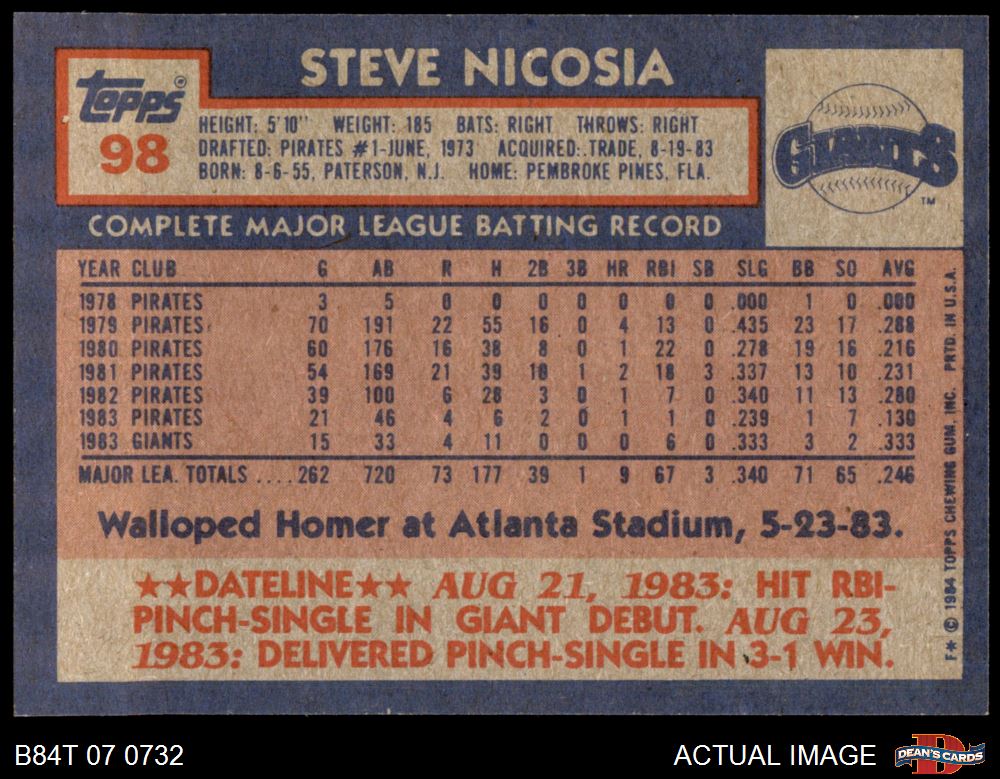 STEVE NICOSIA
Topps®
98
HEIGHT: 5'10" WEIGHT: 185 BATS: RIGHT THROWS: RIGHT
DRAFTED: PIRATES #1-JUNE, 1973 ACQUIRED: TRADE, 8-19-83
BORN: 8-6-55, PATERSON, N.J. HOME: PEMBROKE PINES, FLA.
GIANTS
TM
COMPLETE MAJOR LEAGUE BATTING RECORD
YEAR CLUB G AB R H 2B 3B HR RBI SB SLG BB SO AVG
1978 PIRATES 3 5 0 0 0 0 0 0 0 .000 1 0 .000
1979 PIRATES 70 191 22 55 16 0 4 13 0 .435 23 17 .288
1980 PIRATES 60 176 16 38 8 0 1 22 0 .278 19 16 .216
1981 PIRATES 54 169 21 39 10 1 2 18 3 .337 13 10 .231
1982 PIRATES 39 100 6 28 3 0 1 7 0 .340 11 13 .280
1983 PIRATES 21 46 4 6 2 0 1 1 0 .239 1 7 .130
1983 GIANTS 15 33 4 11 0 0 0 6 0 .333 3 2 .333
MAJOR LEA. TOTALS .... 262 720 73 177 39 1 9 67 3 .340 71 65 .246
Walloped Homer at Atlanta Stadium, 5-23-83.
★★DATELINE★★ AUG 21, 1983: HIT RBI-
PINCH-SINGLE IN GIANT DEBUT. AUG 23,
1983: DELIVERED PINCH-SINGLE IN 3-1 WIN.
F★ © 1984 TOPPS CHEWING GUM, INC. PRTD. IN U.S.A.
B84T 07 0732
ACTUAL IMAGE
DEAN'S CARDS